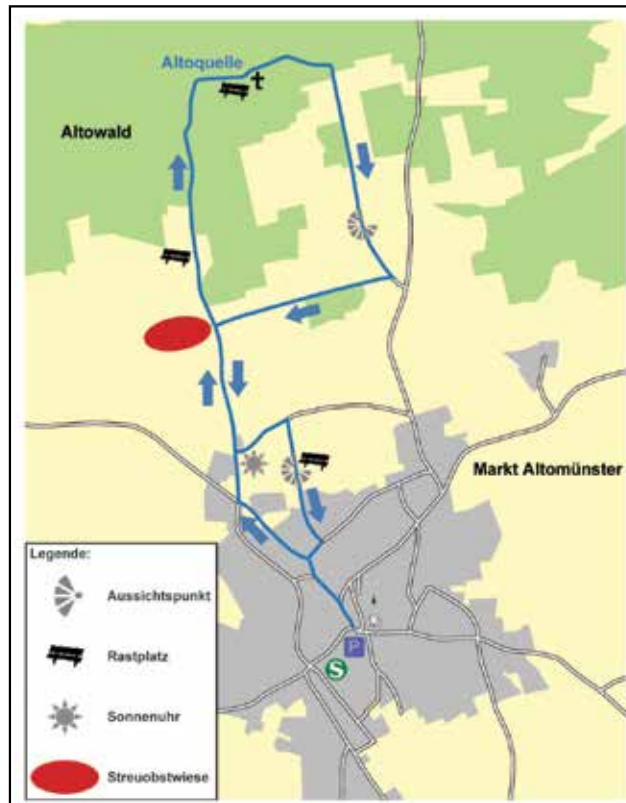 Altoquelle
Altowald
Markt Altomünster
P
S
Legende:
Aussichtspunkt
Rastplatz
Sonnenuhr
Streuobstwiese